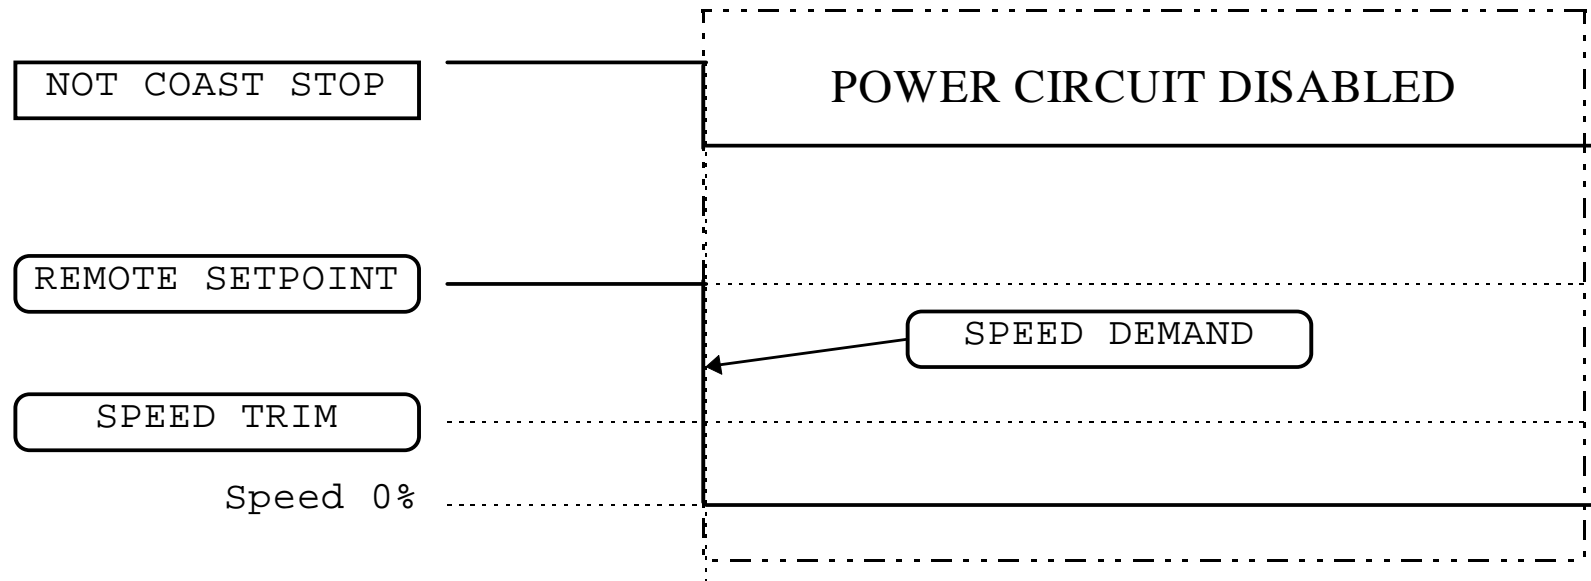 NOT COAST STOP
POWER CIRCUIT DISABLED
REMOTE SETPOINT
SPEED DEMAND
SPEED TRIM
Speed 0%